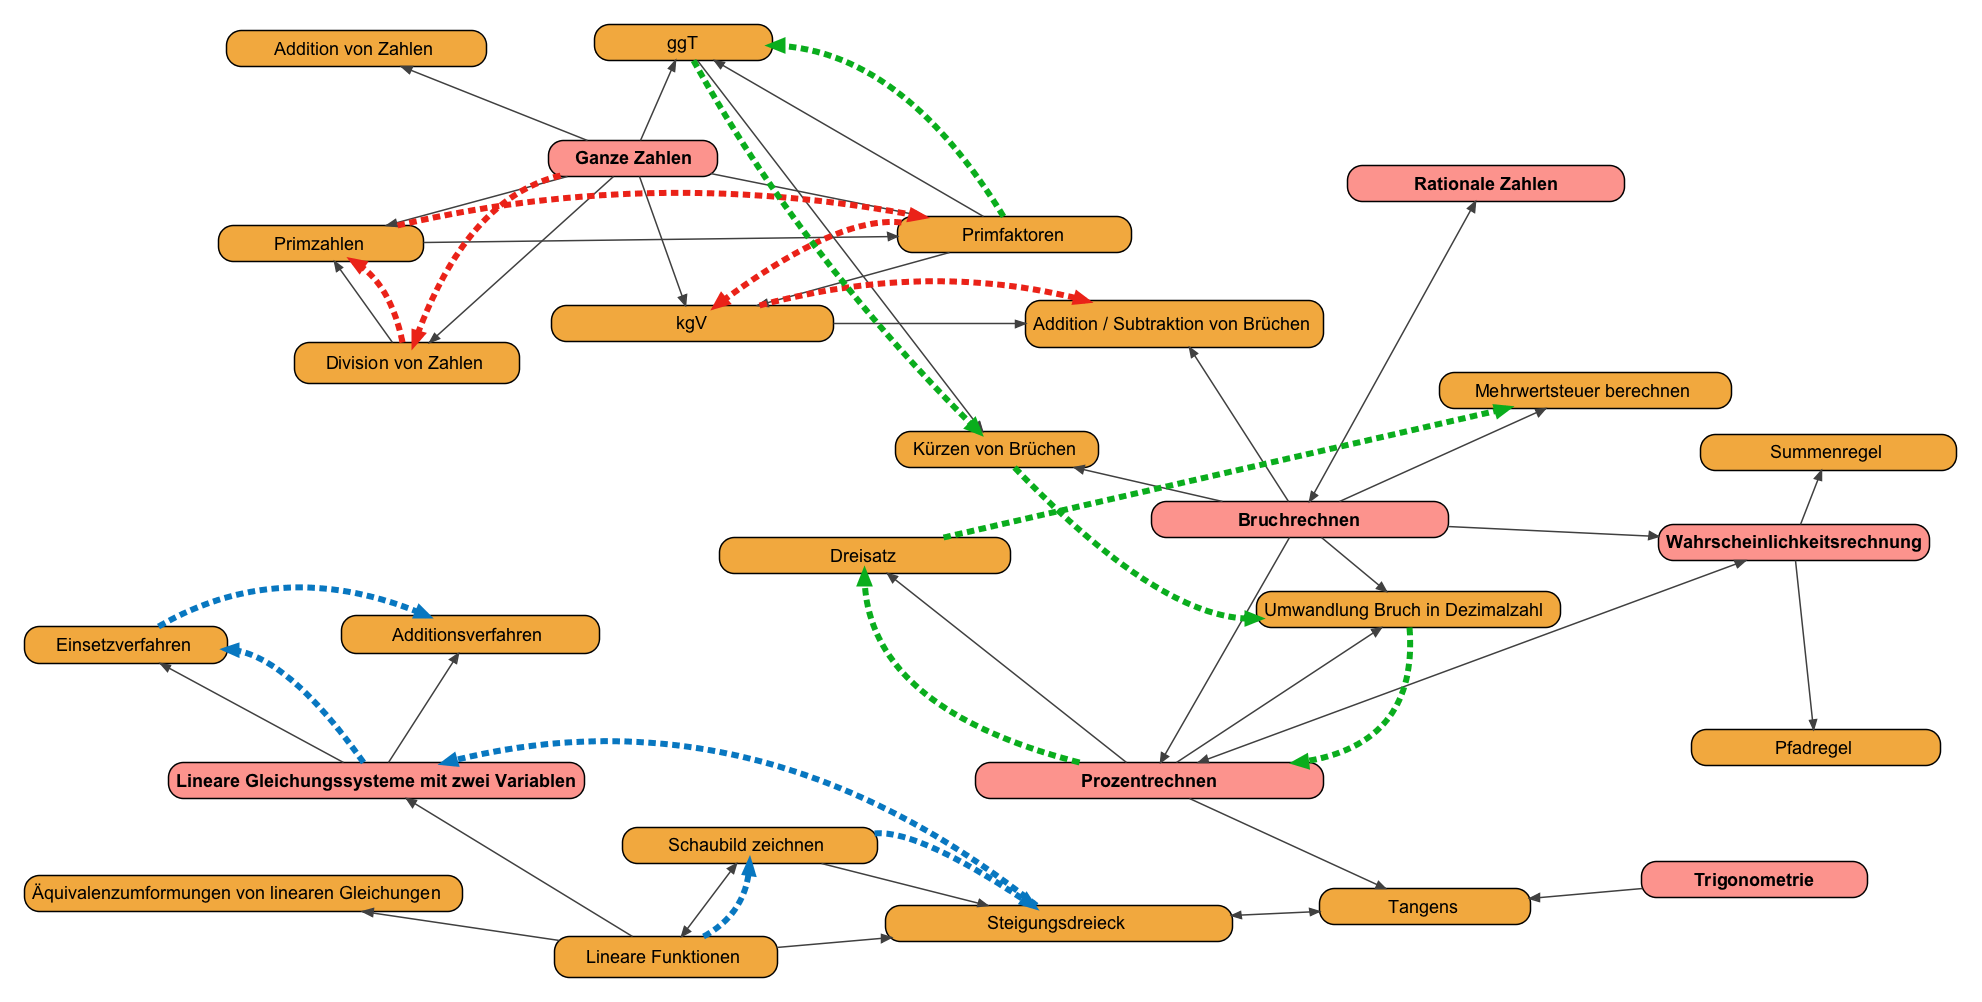 ggT
Addition von Zahlen
Ganze Zahlen
Rationale Zahlen
Primzahlen
Primfaktoren
kgV
Addition / Subtraktion von Brüchen
Division von Zahlen
Mehrwertsteuer berechnen
Kürzen von Brüchen
Summenregel
Bruchrechnen
Wahrscheinlichkeitsrechnung
Dreisatz
Umwandlung Bruch in Dezimalzahl
Einsetzverfahren
Additionsverfahren
Pfadregel
Lineare Gleichungssysteme mit zwei Variablen
Prozentrechnen
Schaubild zeichnen
Trigonometrie
Äquivalenzumformungen von linearen Gleichungen
Tangens
Steigungsdreieck
Lineare Funktionen